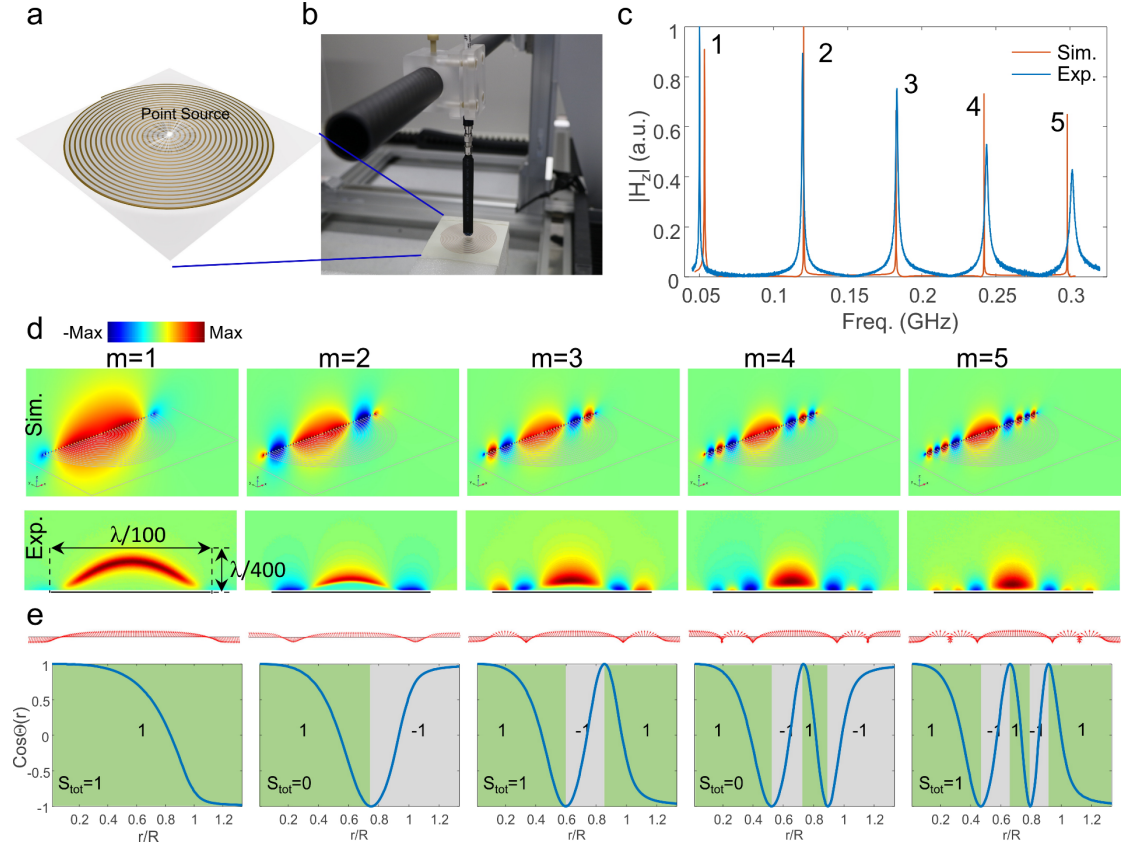 a
Point Source
b
c
1
2
3
4
5
Sim.
Exp.
1
0.8
0.6
0.4
0.2
0
|H_z| (a.u.)
0.05
0.1
0.15
0.2
0.25
0.3
Freq. (GHz)
d
-Max
Max
m=1
m=2
m=3
m=4
m=5
Sim.
Exp.
λ/100
λ/400
e
CosΘ(r)
1
0.5
0
-0.5
-1
1
S_tot=1
0.2 0.4 0.6 0.8 1 1.2
r/R
1
-1
S_tot=0
0.2 0.4 0.6 0.8 1 1.2
r/R
1
-1
1
S_tot=1
0.2 0.4 0.6 0.8 1 1.2
r/R
1
-1
1
-1
S_tot=0
0.2 0.4 0.6 0.8 1 1.2
r/R
1
-1
1
-1
1
S_tot=1
0.2 0.4 0.6 0.8 1 1.2
r/R